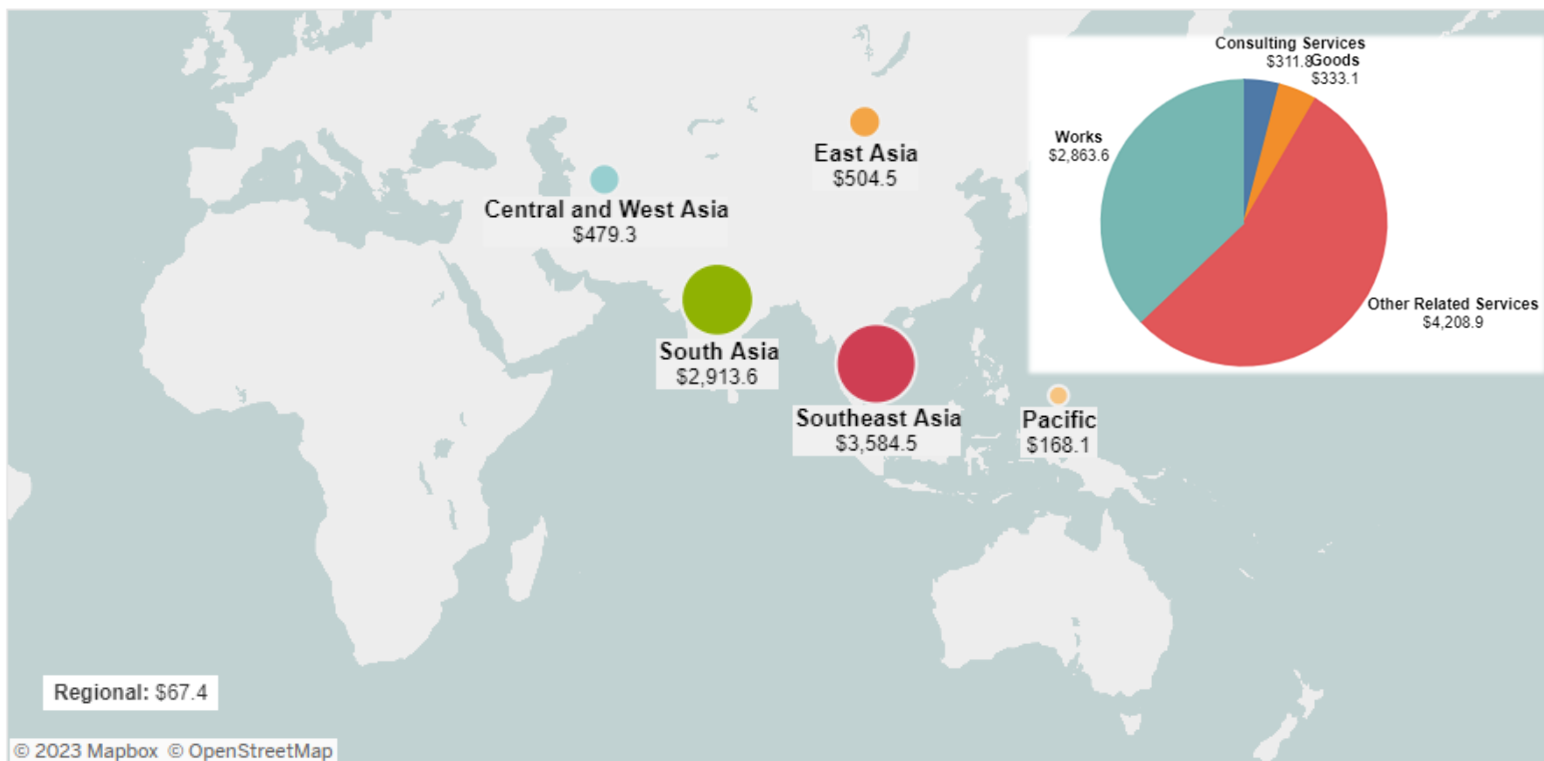 Consulting Services
$311.8
Goods
$333.1
Works
$2,863.6
Other Related Services
$4,208.9
East Asia
$504.5
Central and West Asia
$479.3
South Asia
$2,913.6
Southeast Asia
$3,584.5
Pacific
$168.1
Regional: $67.4
© 2023 Mapbox © OpenStreetMap